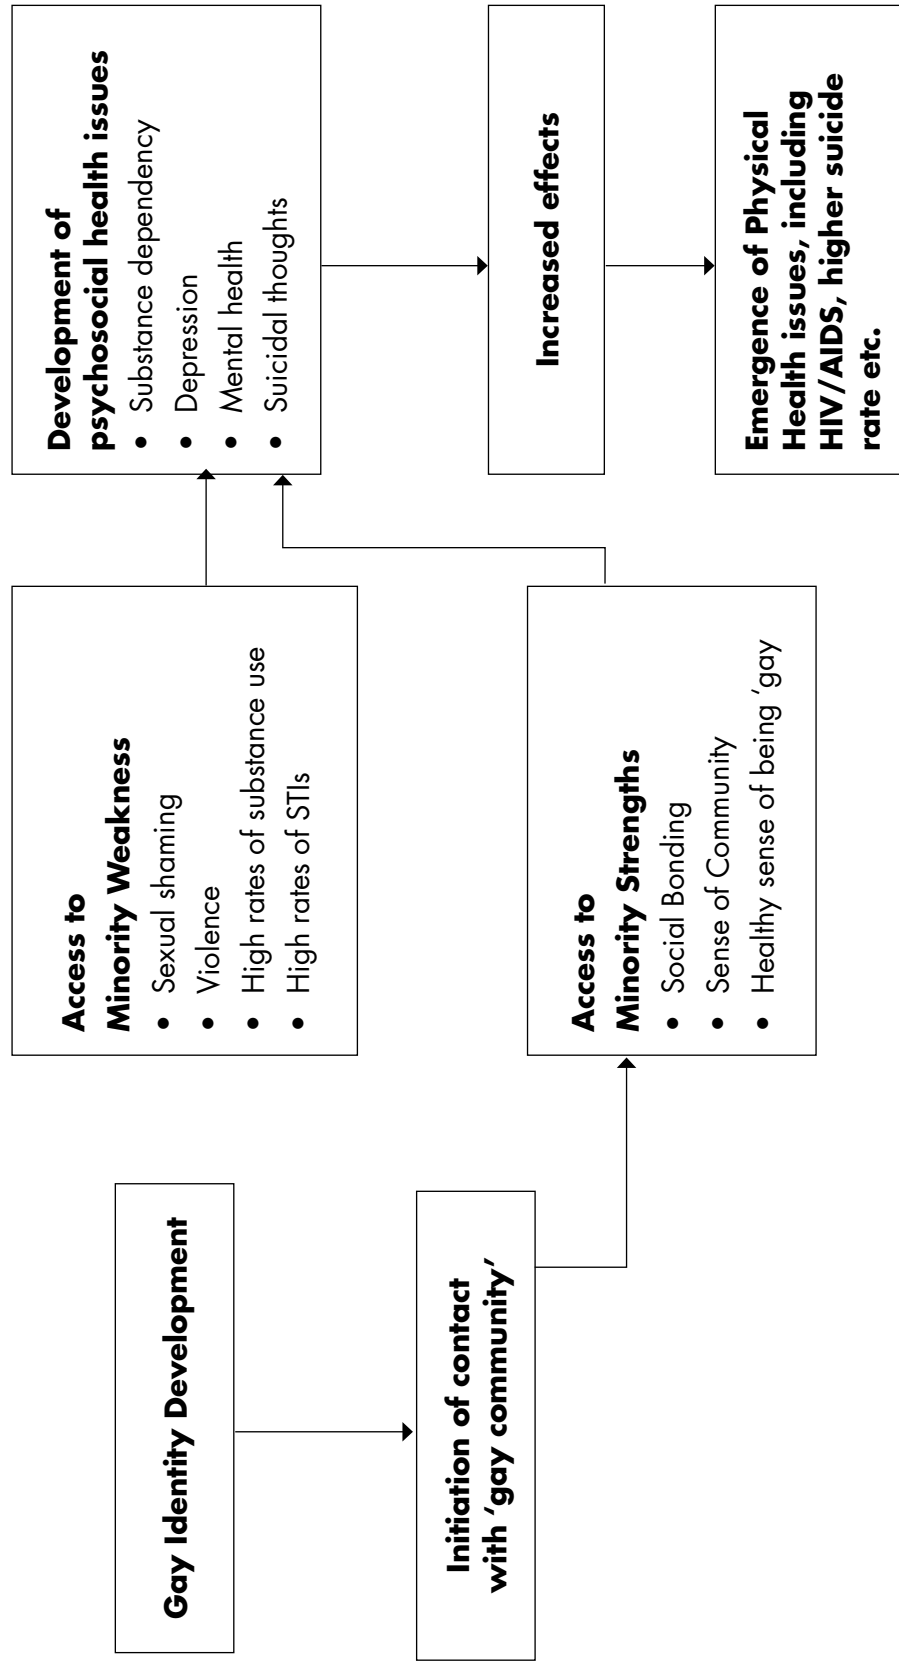 Gay Identity Development
Initiation of contact
with ‘gay community’
Access to
Minority Weakness
• Sexual shaming
• Violence
• High rates of substance use
• High rates of STIs
Access to
Minority Strengths
• Social Bonding
• Sense of Community
• Healthy sense of being ‘gay
Development of
psychosocial health issues
• Substance dependency
• Depression
• Mental health
• Suicidal thoughts
Increased effects
Emergence of Physical
Health issues, including
HIV/AIDS, higher suicide
rate etc.